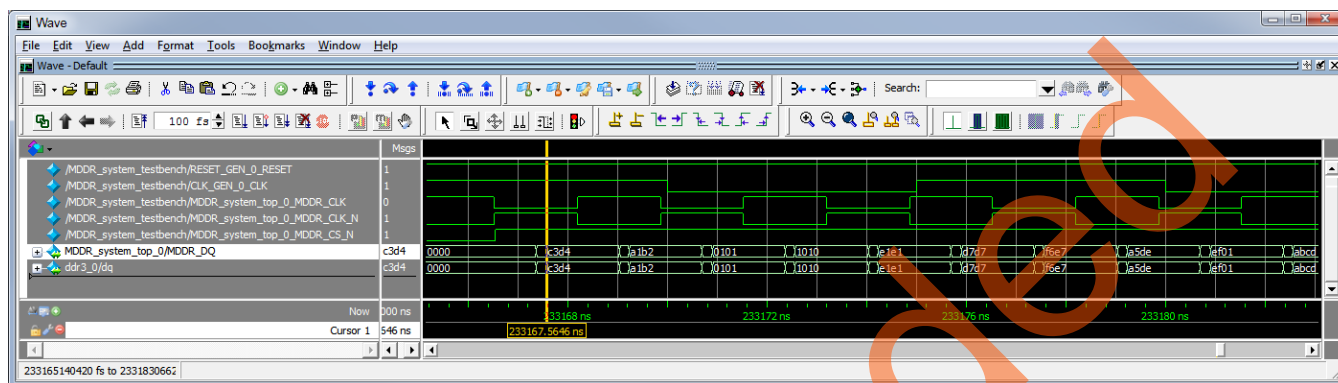 Wave
File Edit View Add Format Tools Bookmarks Window Help
Wave - Default
Search:
100 fs
Msgs
/MDDR_system_testbench/RESET_GEN_0_RESET 1
/MDDR_system_testbench/CLK_GEN_0_CLK 1
/MDDR_system_testbench/MDDR_system_top_0_MDDR_CLK 0
/MDDR_system_testbench/MDDR_system_top_0_MDDR_CLK_N 1
/MDDR_system_testbench/MDDR_system_top_0_MDDR_CS_N 1
MDDR_system_top_0/MDDR_DQ c3d4 0000 c3d4 a1b2 0101 1010 e1e1 d7d7 f6e7 a5de ef01 abcd
ddr3_0/dq c3d4 0000 c3d4 a1b2 0101 1010 e1e1 d7d7 f6e7 a5de ef01 abcd
Now 000 ns 233168 ns 233172 ns 233176 ns 233180 ns
Cursor 1 546 ns 233167.5646 ns
233165140420 fs to 2331830662
ded